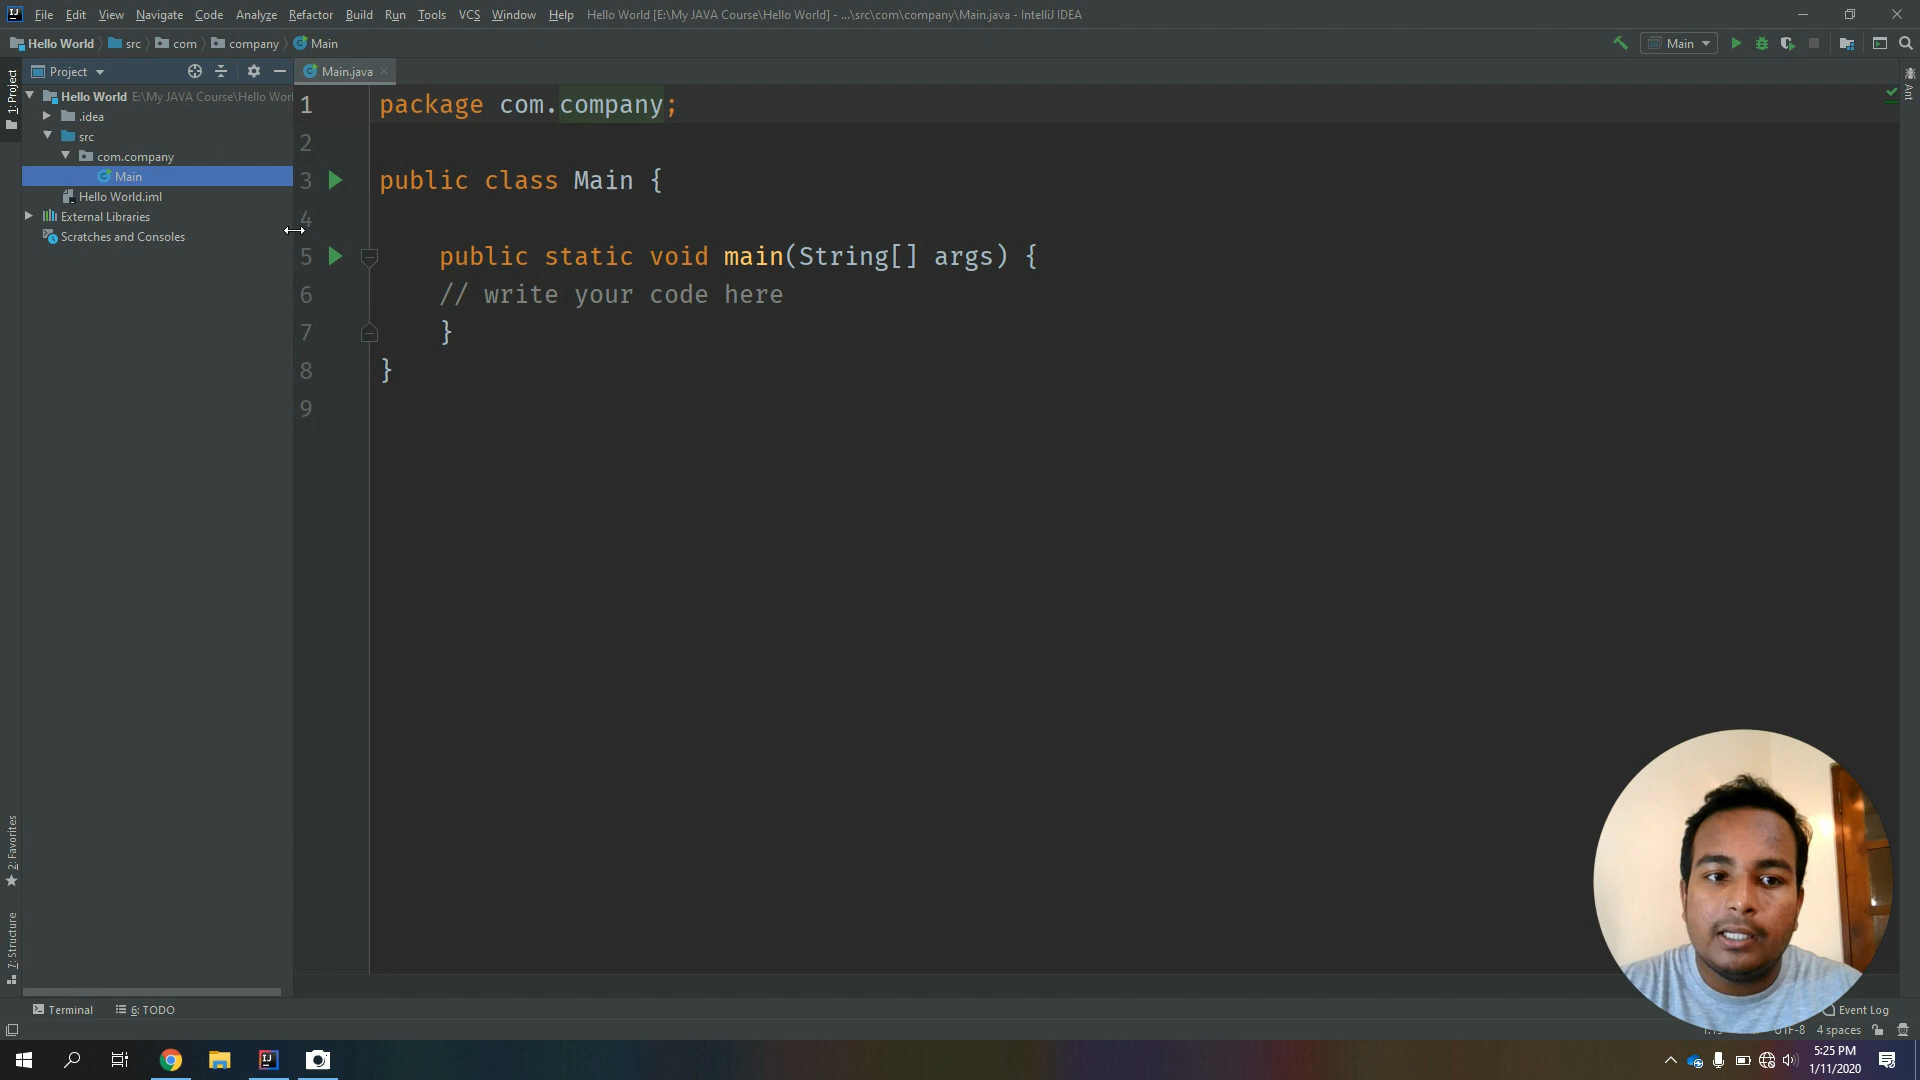 File Edit View Navigate Code Analyze Refactor Build Run Tools VCS Window Help Hello World [E:\My JAVA Course\Hello World] - ...\src\com\company\Main.java - IntelliJ IDEA
Hello World src com company Main
Main
Project
Main.java
1: Project
Ant
Hello World E:\My JAVA Course\Hello Worl
.idea
src
com.company
Main
Hello World.iml
External Libraries
Scratches and Consoles
1 package com.company;
2
3 public class Main {
4
5 public static void main(String[] args) {
6 // write your code here
7 }
8 }
9
2: Favorites
7: Structure
Terminal
6: TODO
Event Log
UTF-8 4 spaces
5:25 PM
1/11/2020